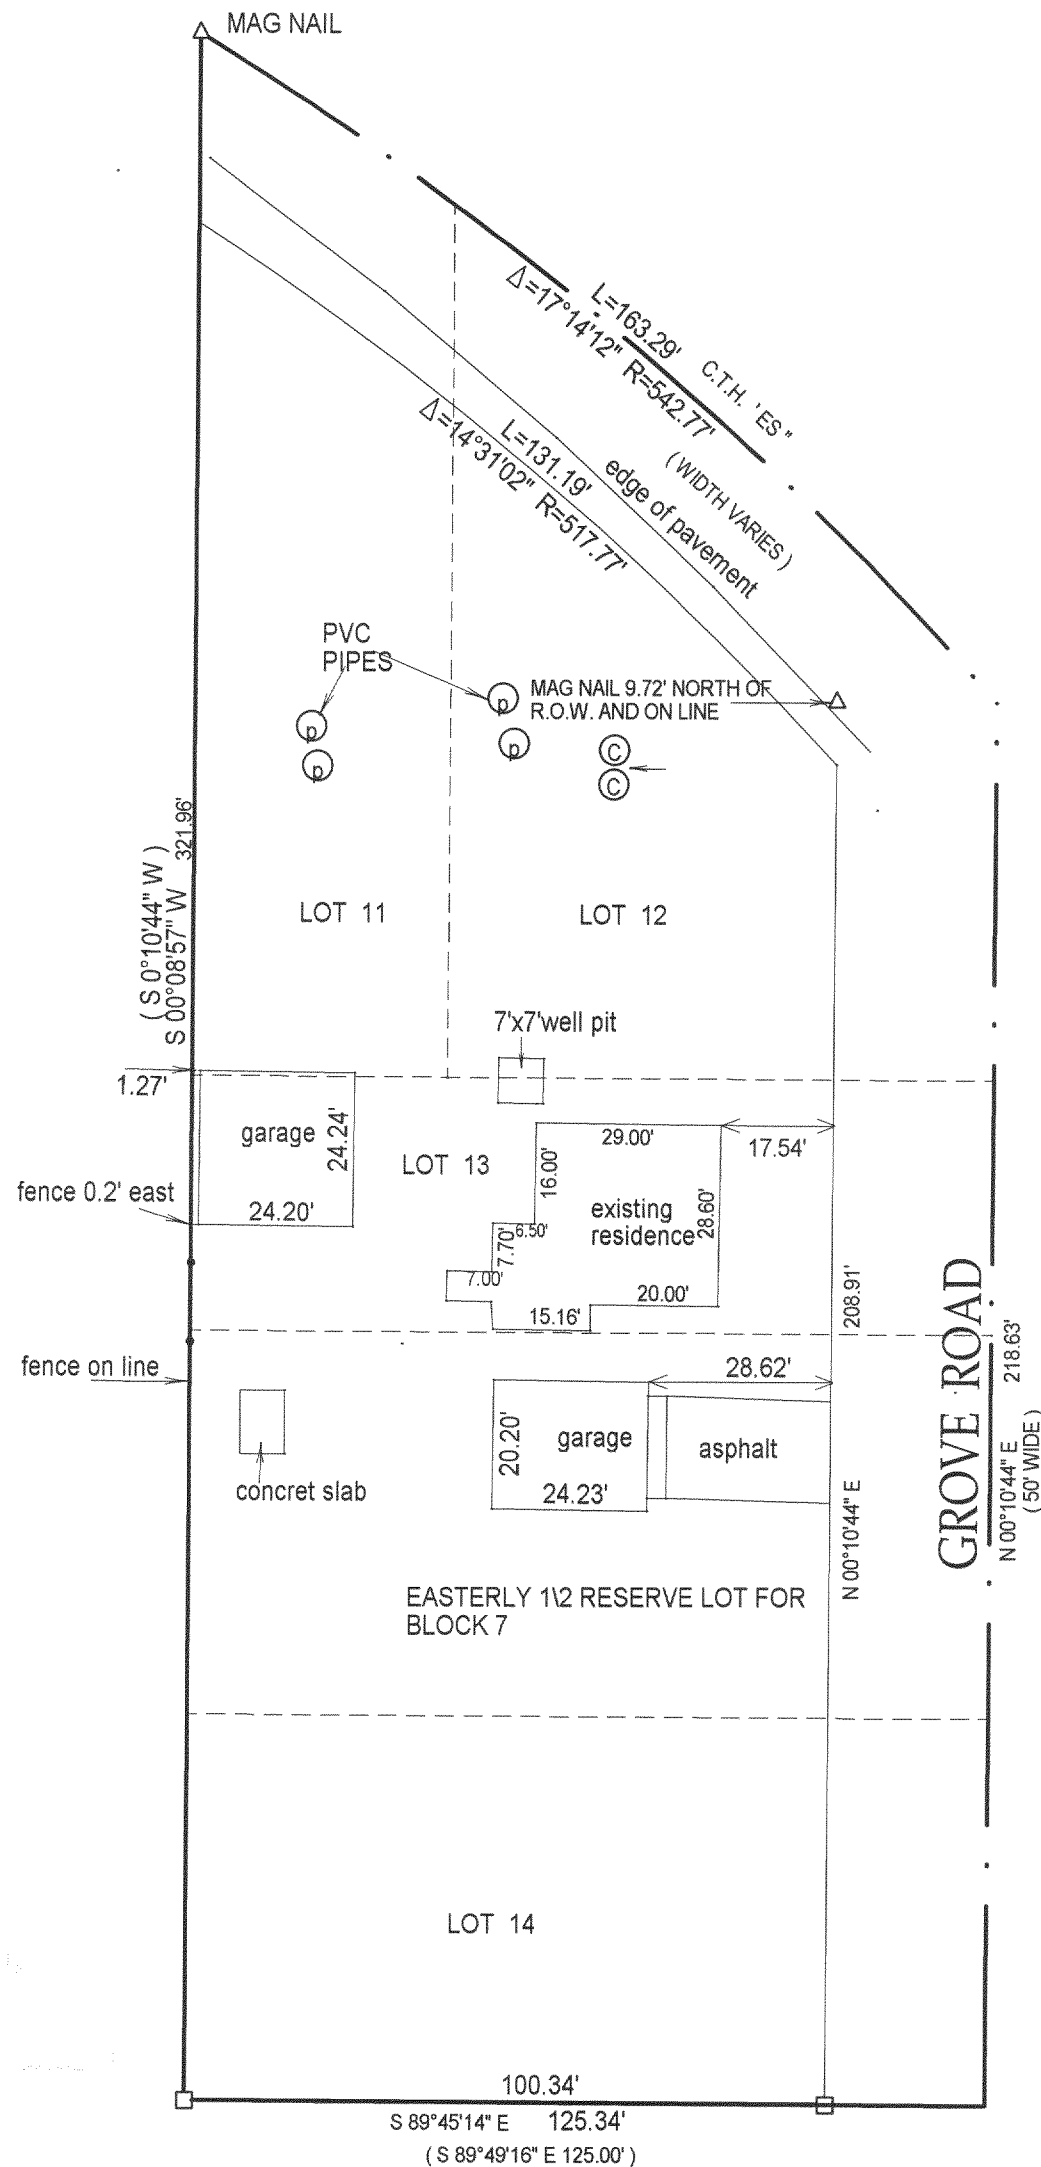 MAG NAIL
L=163.29'
Δ=17°14'12" R=542.77'
C.T.H. 'ES"
( WIDTH VARIES )
L=131.19'
Δ=14°31'02" R=517.77'
edge of pavement
PVC
PIPES
p
p
p
p
C
C
MAG NAIL 9.72' NORTH OF
R.O.W. AND ON LINE
321.96'
( S 0°10'44" W )
S 00°08'57" W
LOT 11
LOT 12
7'x7'well pit
1.27'
garage
24.24'
24.20'
LOT 13
29.00'
16.00'
17.54'
existing
residence
28.60'
6.50'
7.70'
7.00'
20.00'
15.16'
fence 0.2' east
fence on line
208.91'
GROVE ROAD
218.63'
N 00°10'44" E
( 50' WIDE )
28.62'
20.20'
garage
24.23'
asphalt
concret slab
N 00°10'44" E
EASTERLY 1\2 RESERVE LOT FOR
BLOCK 7
LOT 14
100.34'
S 89°45'14" E 125.34'
( S 89°49'16" E 125.00' )